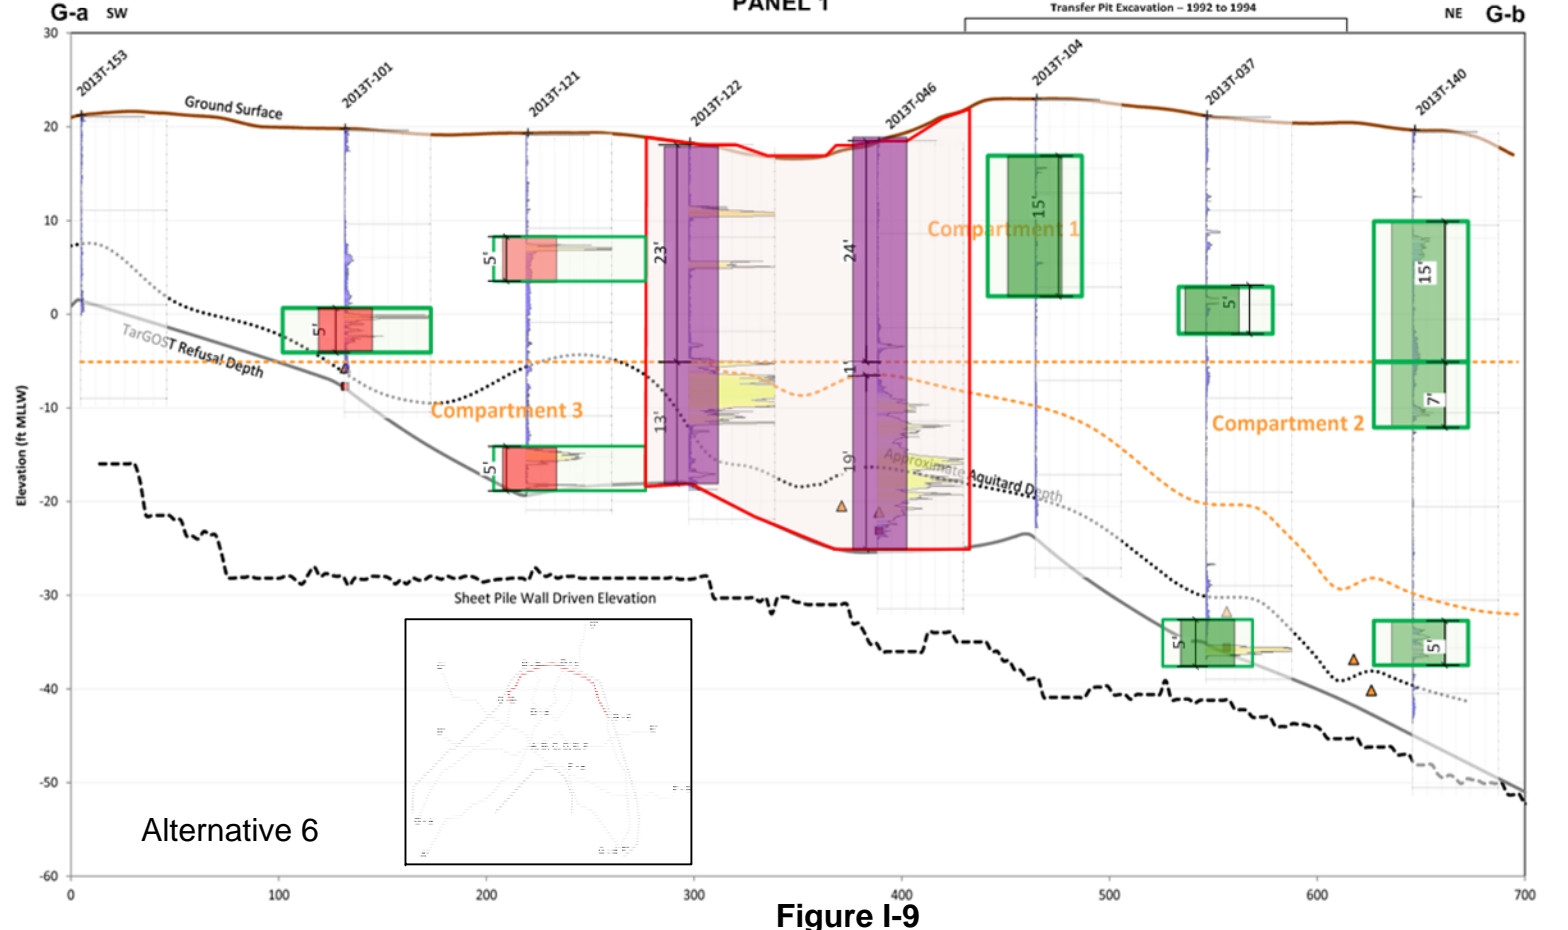 PANEL 1
G-a SW
Transfer Pit Excavation – 1992 to 1994
NE G-b
2013T-153
2013T-101
2013T-121
2013T-122
2013T-046
2013T-104
2013T-037
2013T-140
Ground Surface
TarGOST Refusal Depth
Approximate Aquitard Depth
Sheet Pile Wall Driven Elevation
Compartment 1
Compartment 2
Compartment 3
5'
5'
5'
23'
13'
24'
1'
19'
15'
5'
5'
15'
7'
5'
Elevation (ft MLLW)
30
20
10
0
-10
-20
-30
-40
-50
-60
0 100 200 300 400 500 600 700
Alternative 6
Figure I-9